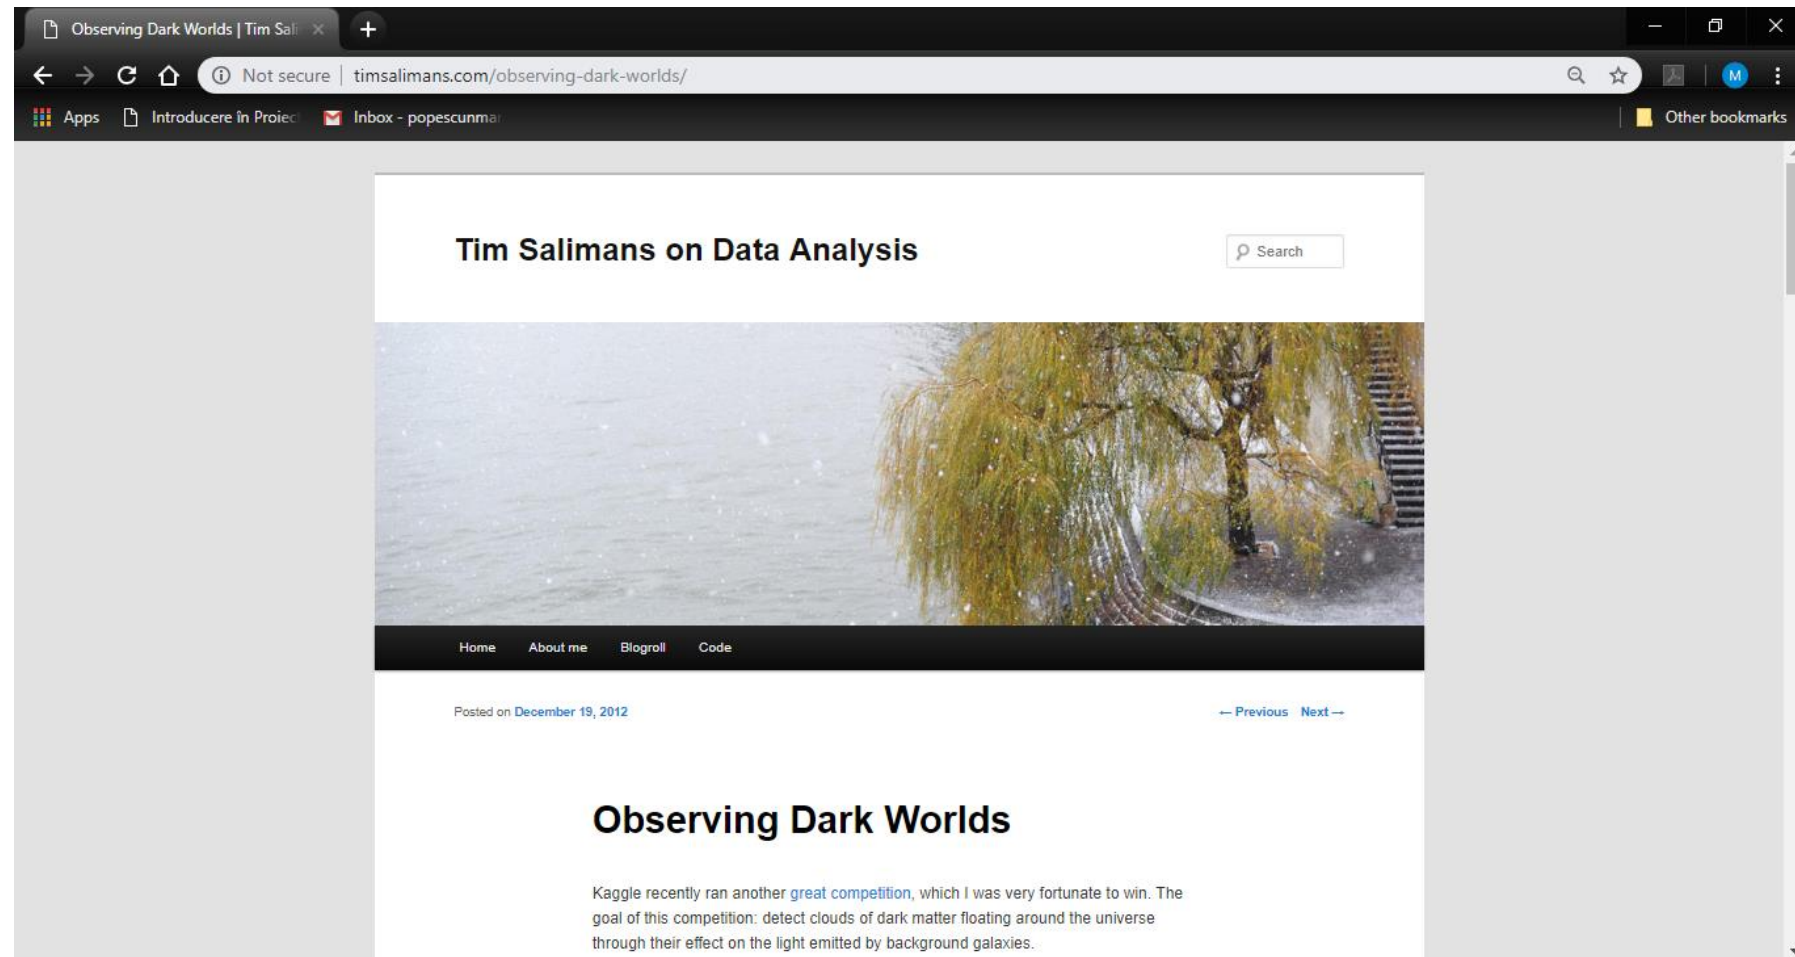 Observing Dark Worlds | Tim Sali
Not secure | timsalimans.com/observing-dark-worlds/
M
Apps Introducere în Proiec Inbox - popescunmar Other bookmarks
Tim Salimans on Data Analysis
Search
Home About me Blogroll Code
Posted on December 19, 2012 ← Previous Next →
Observing Dark Worlds
Kaggle recently ran another great competition, which I was very fortunate to win. The
goal of this competition: detect clouds of dark matter floating around the universe
through their effect on the light emitted by background galaxies.